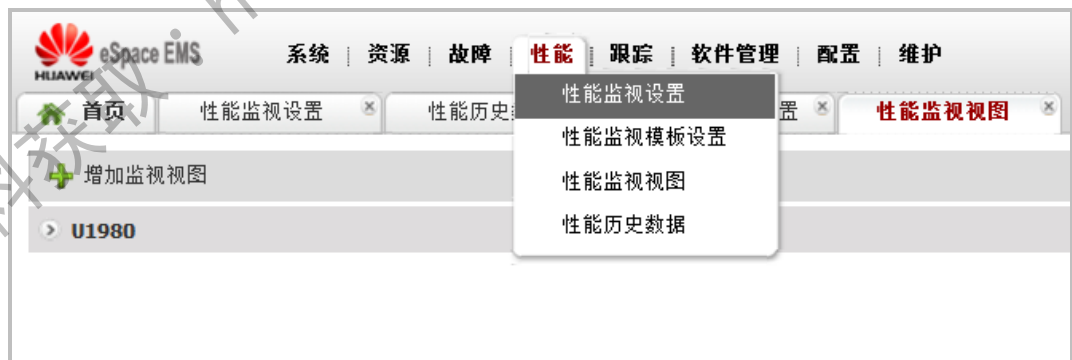 HUAWEI eSpace EMS 系统 | 资源 | 故障 | 性能 | 跟踪 | 软件管理 | 配置 | 维护
首页 性能监视设置 性能历史 置 性能监视视图
性能监视设置
性能监视模板设置
性能监视视图
性能历史数据
增加监视视图
U1980
科获取